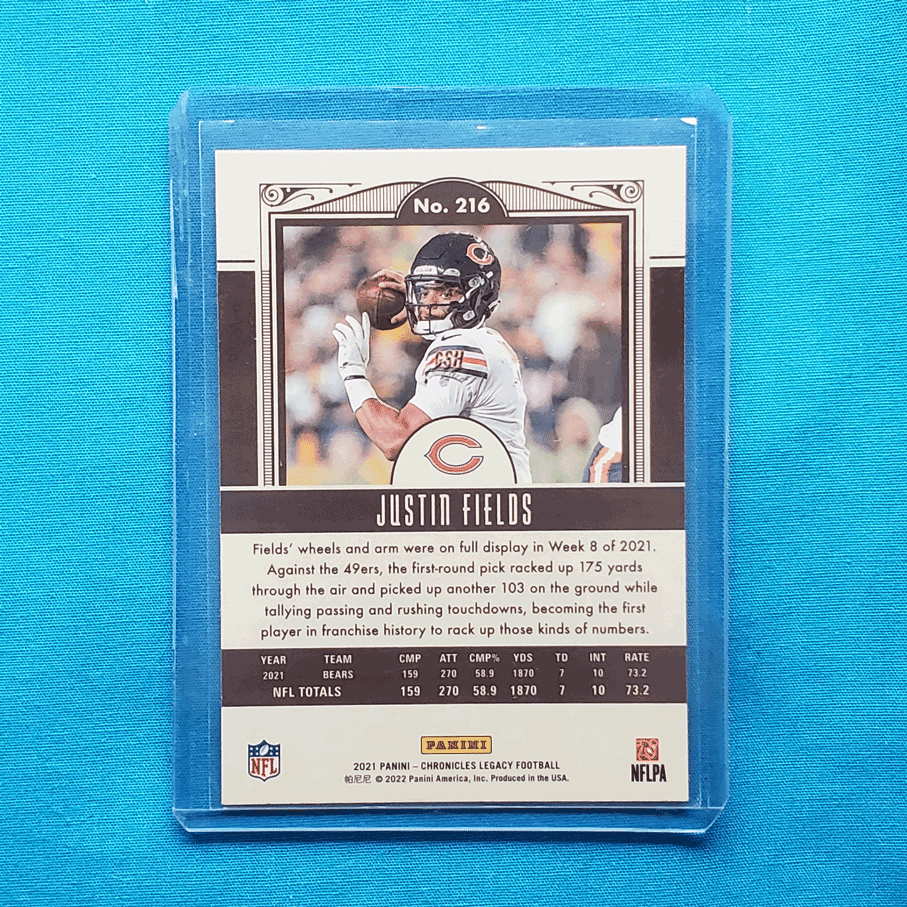 No. 216
C
GSH
C
JUSTIN FIELDS
Fields’ wheels and arm were on full display in Week 8 of 2021.
Against the 49ers, the first-round pick racked up 175 yards
through the air and picked up another 103 on the ground while
tallying passing and rushing touchdowns, becoming the first
player in franchise history to rack up those kinds of numbers.
YEAR TEAM CMP ATT CMP% YDS TD INT RATE
2021 BEARS 159 270 58.9 1870 7 10 73.2
NFL TOTALS 159 270 58.9 1870 7 10 73.2
NFL
PANINI
2021 PANINI – CHRONICLES LEGACY FOOTBALL
帕尼尼 © 2022 Panini America, Inc. Produced in the USA.
NFLPA